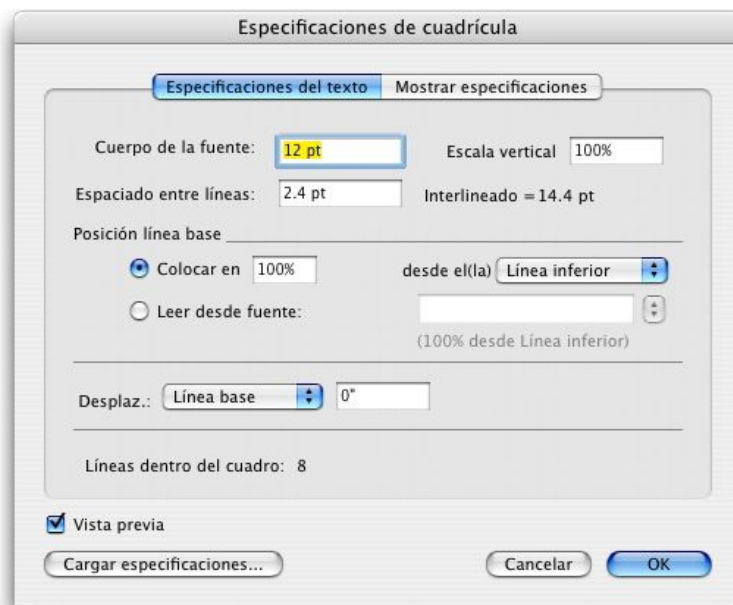 Especificaciones de cuadrícula
Especificaciones del texto Mostrar especificaciones
Cuerpo de la fuente: 12 pt Escala vertical 100%
Espaciado entre líneas: 2.4 pt Interlineado = 14.4 pt
Posición línea base
Colocar en 100% desde el(la) Línea inferior
Leer desde fuente:
(100% desde Línea inferior)
Desplaz.: Línea base 0"
Líneas dentro del cuadro: 8
Vista previa
Cargar especificaciones... Cancelar OK